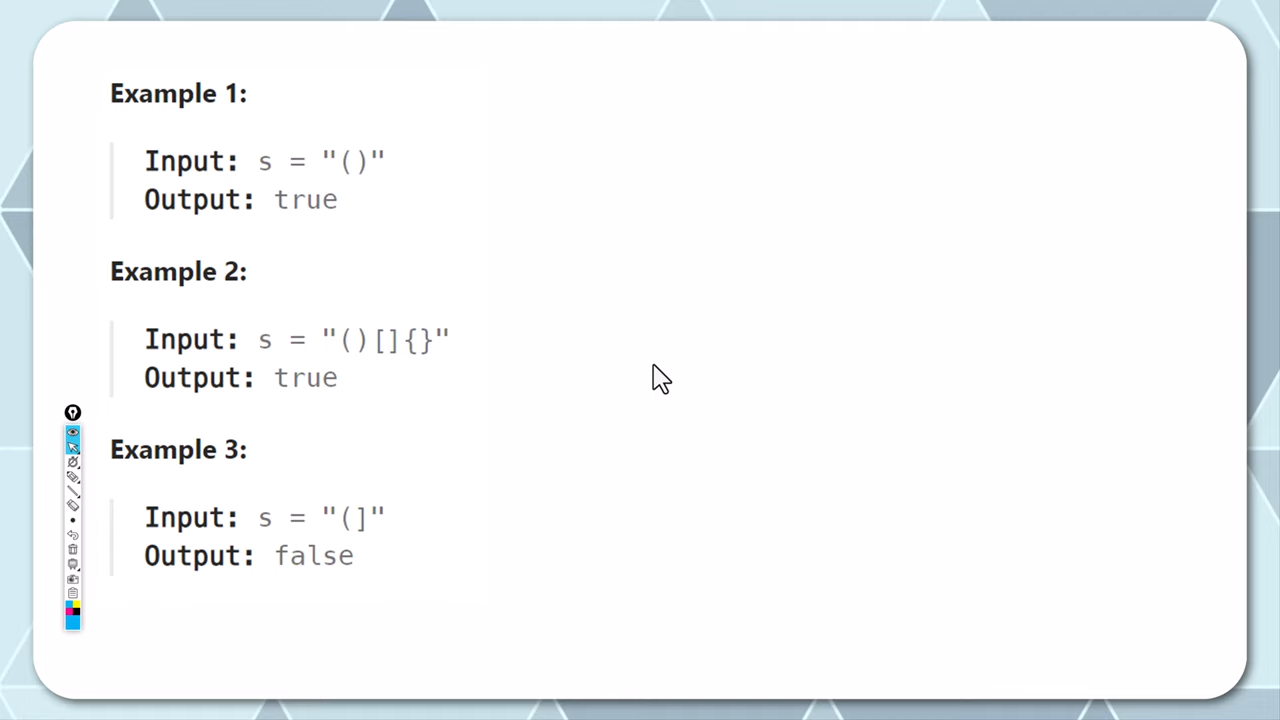 Example 1:
Input: s = "()"
Output: true
Example 2:
Input: s = "()[]{}"
Output: true
Example 3:
Input: s = "(]"
Output: false